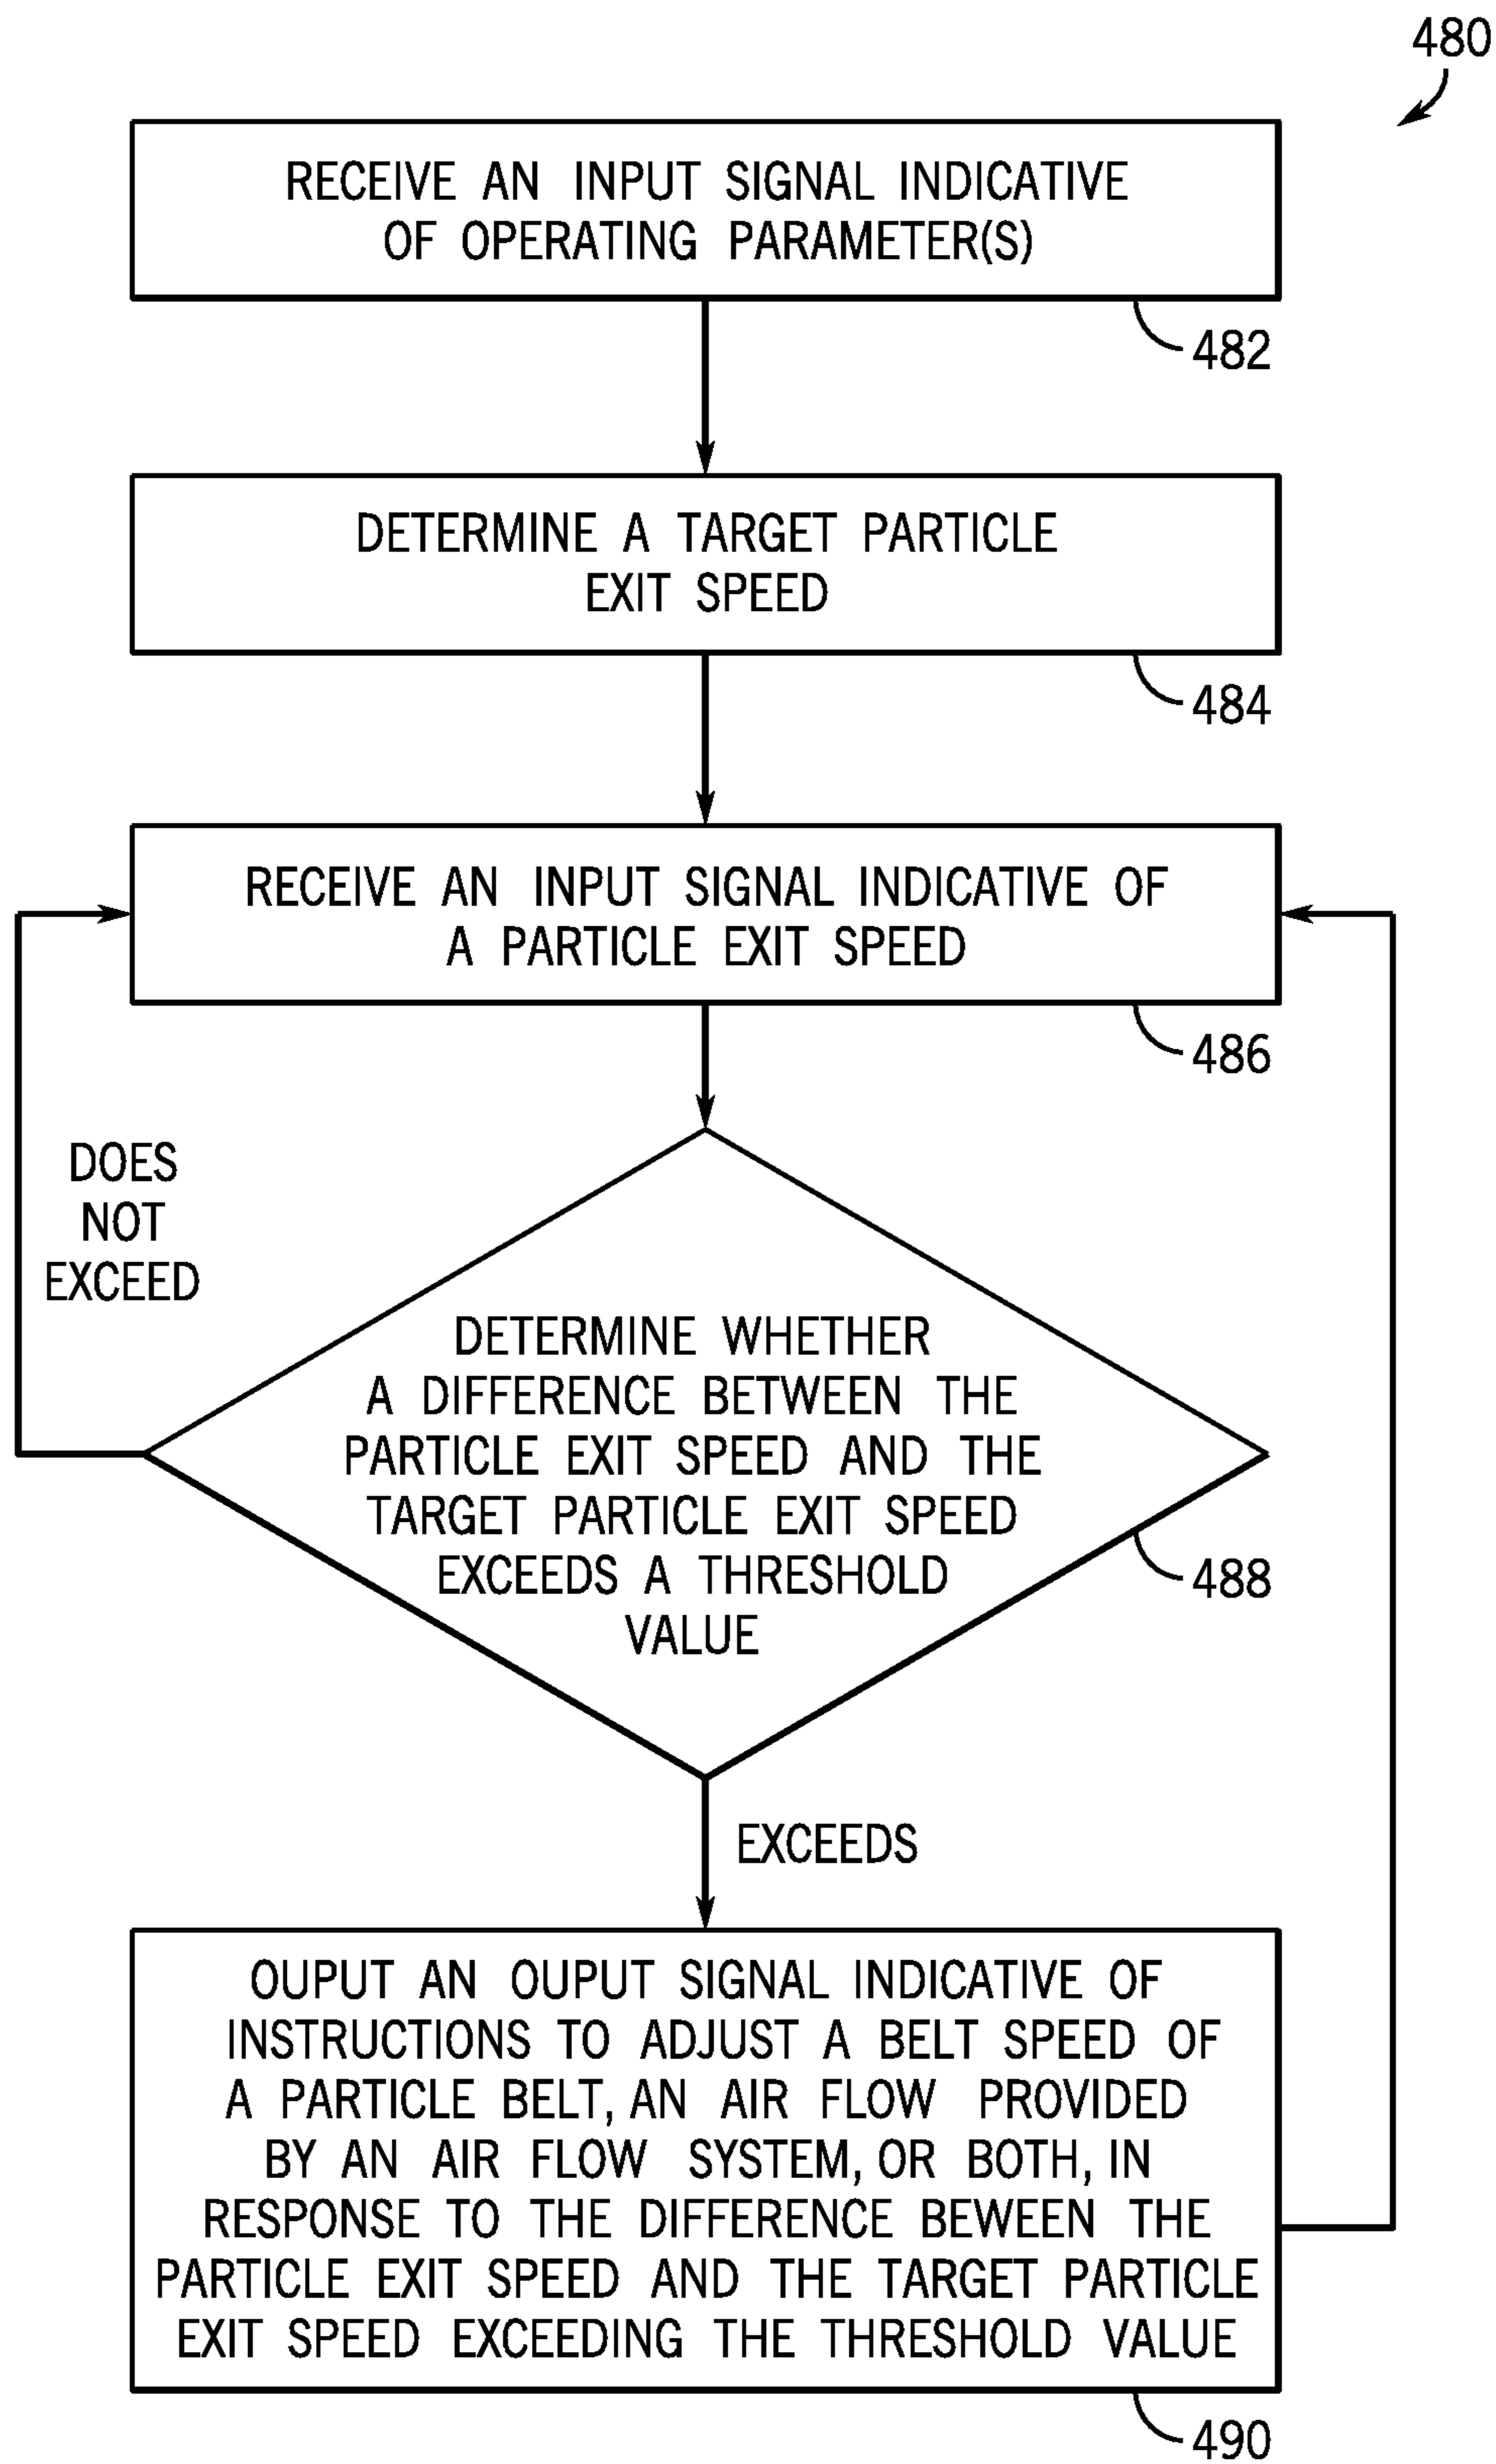 480
RECEIVE AN INPUT SIGNAL INDICATIVE
OF OPERATING PARAMETER(S)
482
DETERMINE A TARGET PARTICLE
EXIT SPEED
484
RECEIVE AN INPUT SIGNAL INDICATIVE OF
A PARTICLE EXIT SPEED
486
DOES
NOT
EXCEED
DETERMINE WHETHER
A DIFFERENCE BETWEEN THE
PARTICLE EXIT SPEED AND THE
TARGET PARTICLE EXIT SPEED
EXCEEDS A THRESHOLD
VALUE
488
EXCEEDS
OUPUT AN OUPUT SIGNAL INDICATIVE OF
INSTRUCTIONS TO ADJUST A BELT SPEED OF
A PARTICLE BELT, AN AIR FLOW PROVIDED
BY AN AIR FLOW SYSTEM, OR BOTH, IN
RESPONSE TO THE DIFFERENCE BEWEEN THE
PARTICLE EXIT SPEED AND THE TARGET PARTICLE
EXIT SPEED EXCEEDING THE THRESHOLD VALUE
490